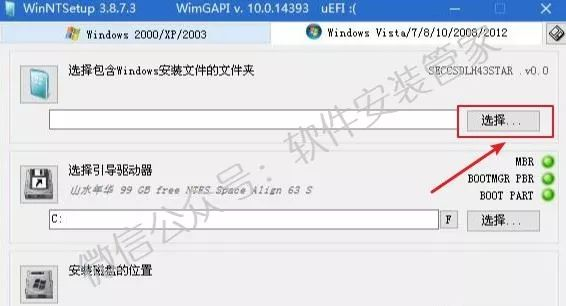 WinNTSetup 3.8.7.3 WimGAPI v. 10.0.14393 uEFI :(
Windows 2000/XP/2003 Windows Vista/7/8/10/2008/2012
选择包含Windows安装文件的文件夹 SECCSDLH43STAR .v0.0
选择...
选择引导驱动器 MBR
山水年华 99 GB free NTFS Space Align 63 S BOOTMGR PBR
BOOT PART
C: F 选择...
安装磁盘的位置
微信公众号：软件安装管家